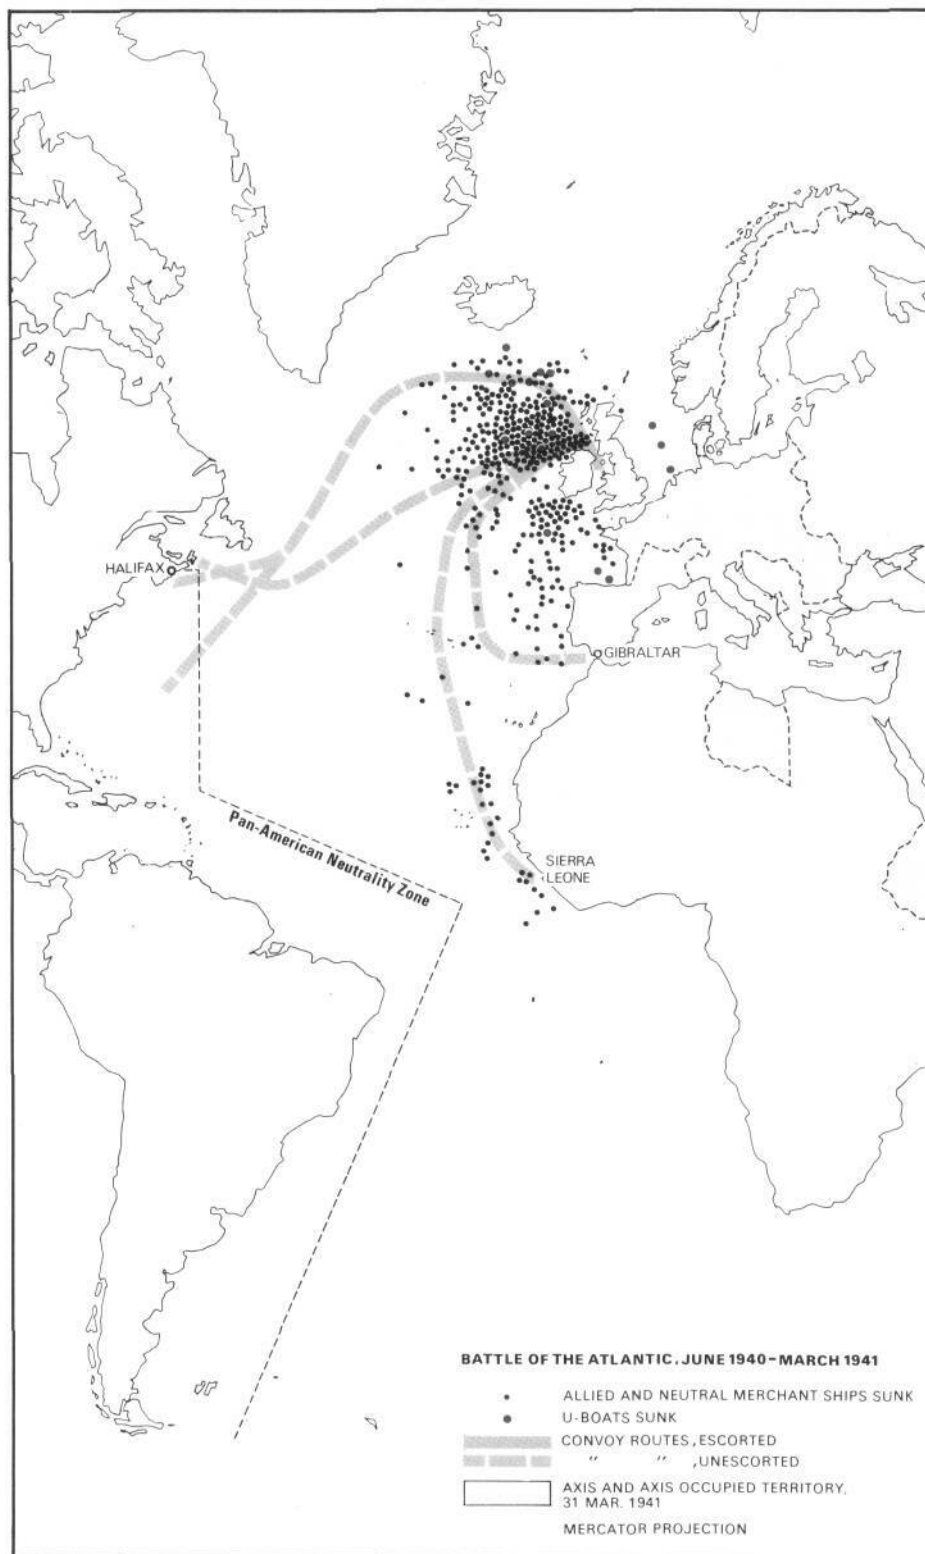 HALIFAX
GIBRALTAR
Pan-American Neutrality Zone
SIERRA
LEONE
BATTLE OF THE ATLANTIC, JUNE 1940–MARCH 1941
ALLIED AND NEUTRAL MERCHANT SHIPS SUNK
U-BOATS SUNK
CONVOY ROUTES, ESCORTED
" " , UNESCORTED
AXIS AND AXIS OCCUPIED TERRITORY,
31 MAR. 1941
MERCATOR PROJECTION